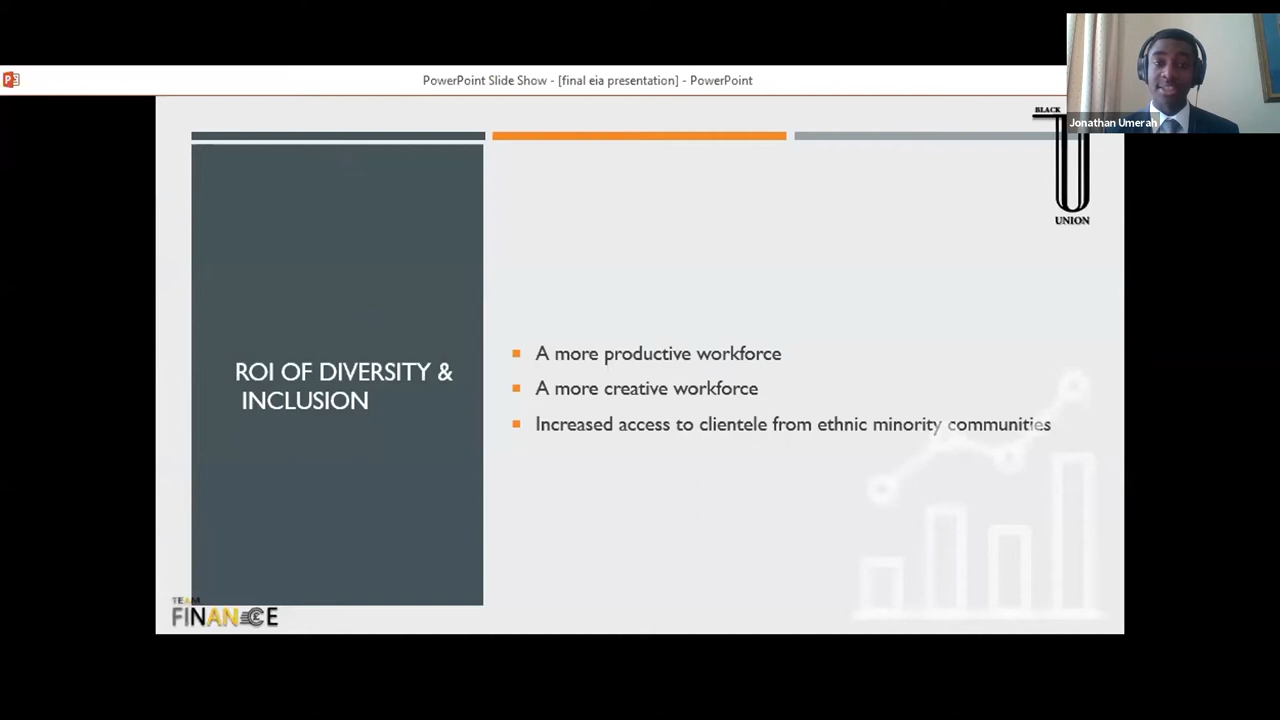 PowerPoint Slide Show - [final eia presentation] - PowerPoint
Jonathan Umerah
BLACK
U
UNION
ROI OF DIVERSITY &
INCLUSION
A more productive workforce
A more creative workforce
Increased access to clientele from ethnic minority communities
TEAM
FINANCE